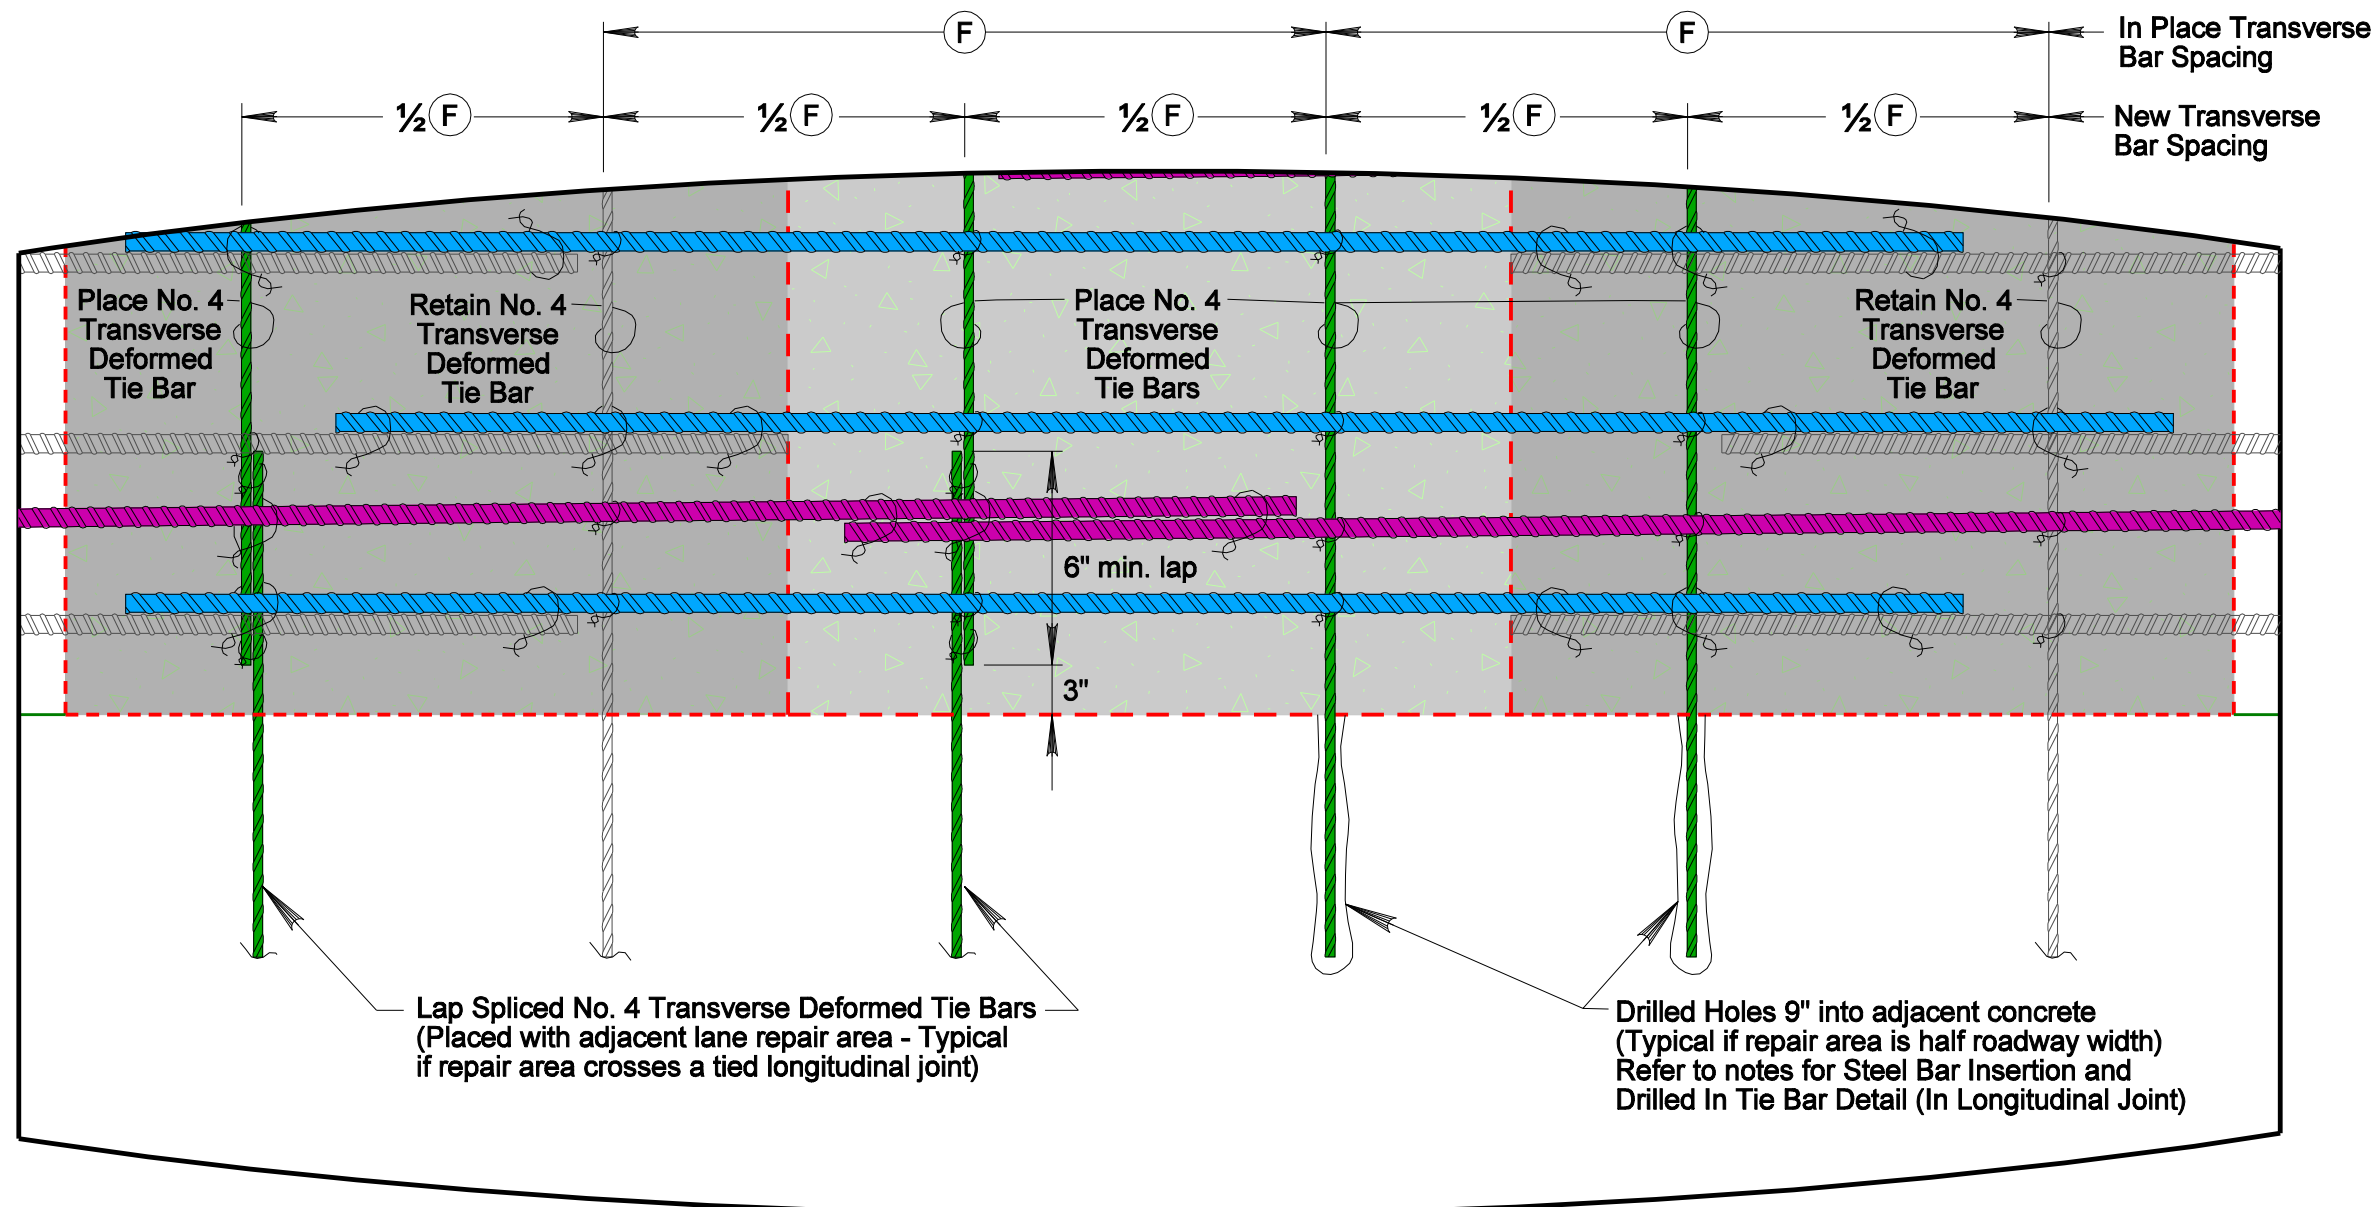 F F In Place Transverse
Bar Spacing
½ F ½ F ½ F ½ F ½ F New Transverse
Bar Spacing
Place No. 4
Transverse
Deformed
Tie Bar
Retain No. 4
Transverse
Deformed
Tie Bar
Place No. 4
Transverse
Deformed
Tie Bars
Retain No. 4
Transverse
Deformed
Tie Bar
6" min. lap
3"
Lap Spliced No. 4 Transverse Deformed Tie Bars
(Placed with adjacent lane repair area - Typical
if repair area crosses a tied longitudinal joint)
Drilled Holes 9" into adjacent concrete
(Typical if repair area is half roadway width)
Refer to notes for Steel Bar Insertion and
Drilled In Tie Bar Detail (In Longitudinal Joint)